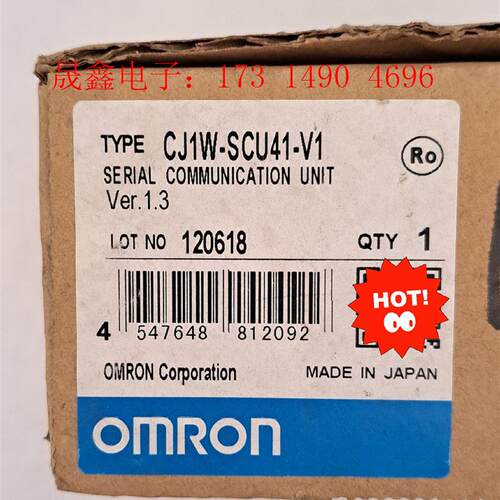 晟鑫电子：173 1490 4696
TYPE CJ1W-SCU41-V1
Ro
SERIAL COMMUNICATION UNIT
Ver.1.3
LOT NO 120618 QTY 1
HOT!
4 547648 812092
OMRON Corporation MADE IN JAPAN
OMRON